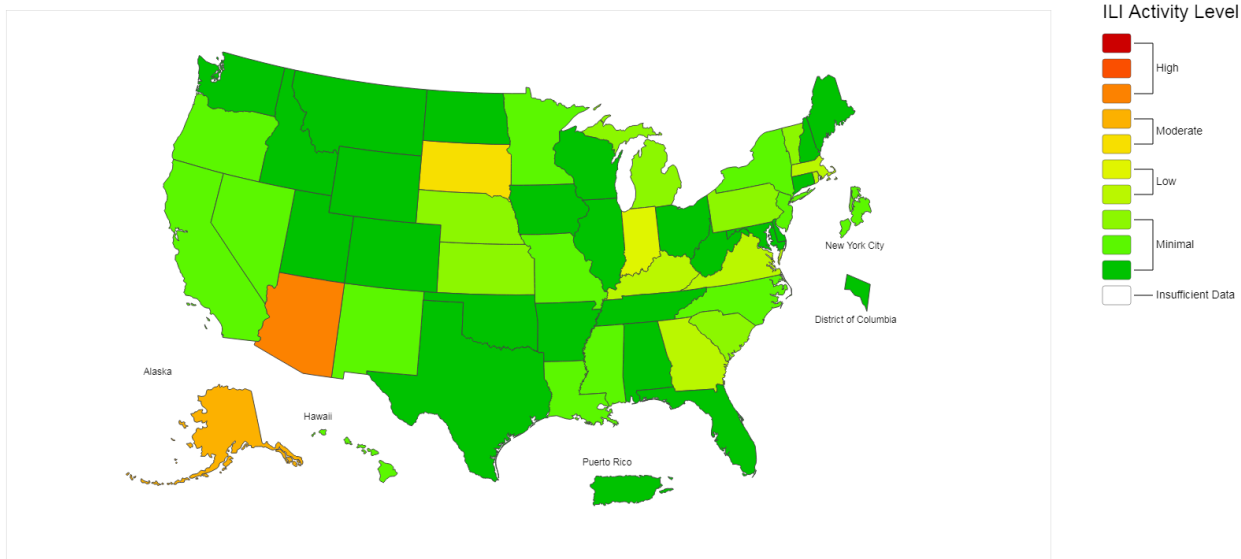 ILI Activity Level
High
Moderate
Low
Minimal
Insufficient Data
New York City
District of Columbia
Alaska
Hawaii
Puerto Rico